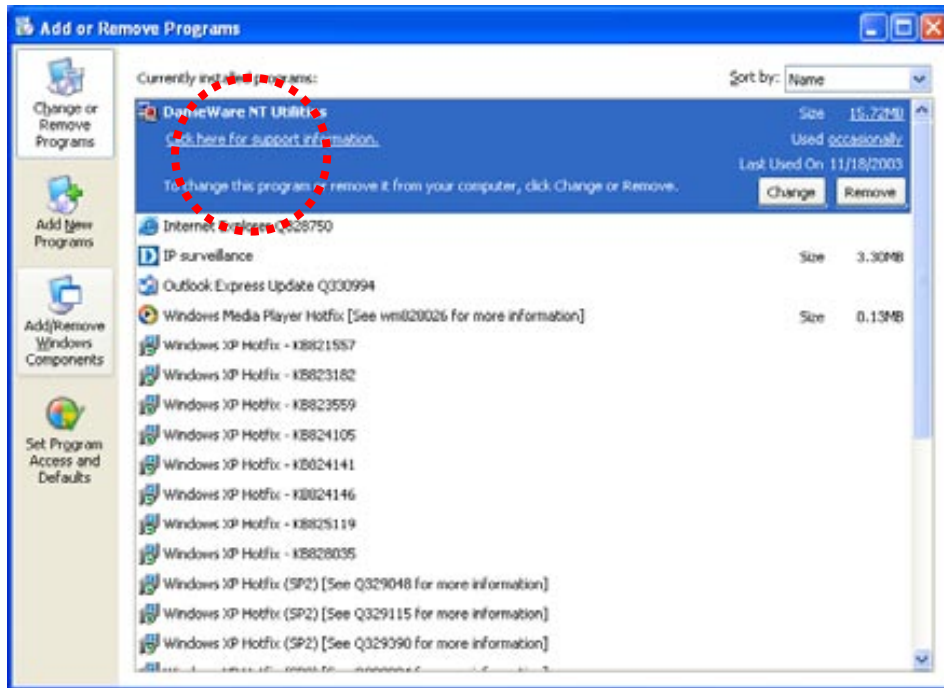 Add or Remove Programs
Change or
Remove
Programs
Add New
Programs
Add/Remove
Windows
Components
Set Program
Access and
Defaults
Currently installed programs:
Sort by: Name
DameWare NT Utilities
Size 15.72MB
Click here for support information.
Used occasionally
Last Used On 11/18/2003
To change this program or remove it from your computer, click Change or Remove.
Change Remove
Internet Explorer Q828750
IP surveillance Size 3.30MB
Outlook Express Update Q330994
Windows Media Player Hotfix [See wm828026 for more information] Size 0.13MB
Windows XP Hotfix - KB821557
Windows XP Hotfix - KB823182
Windows XP Hotfix - KB823559
Windows XP Hotfix - KB824105
Windows XP Hotfix - KB824141
Windows XP Hotfix - KB824146
Windows XP Hotfix - KB825119
Windows XP Hotfix - KB828035
Windows XP Hotfix (SP2) [See Q329048 for more information]
Windows XP Hotfix (SP2) [See Q329115 for more information]
Windows XP Hotfix (SP2) [See Q329390 for more information]